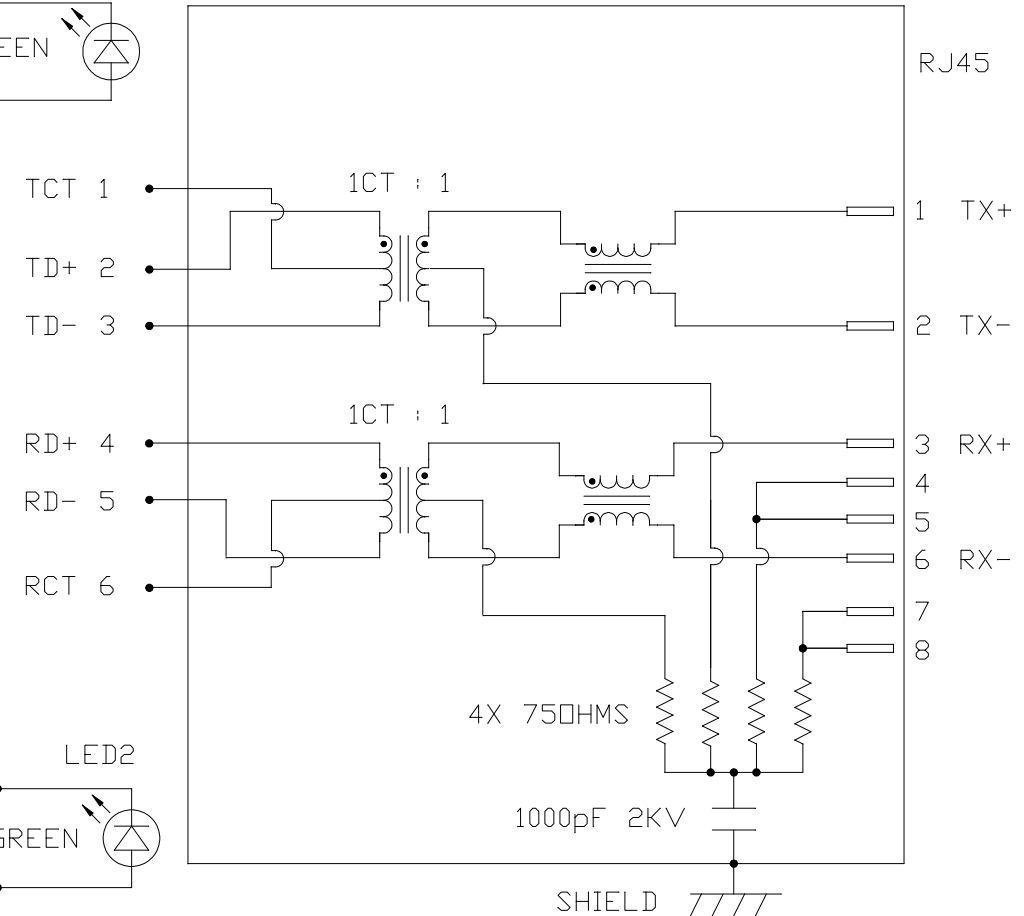 EEN
RJ45
TCT 1
1CT : 1
1 TX+
TD+ 2
TD- 3
2 TX-
1CT : 1
RD+ 4
3 RX+
4
RD- 5
5
6 RX-
RCT 6
7
8
4X 75OHMS
LED2
1000pF 2KV
GREEN
SHIELD